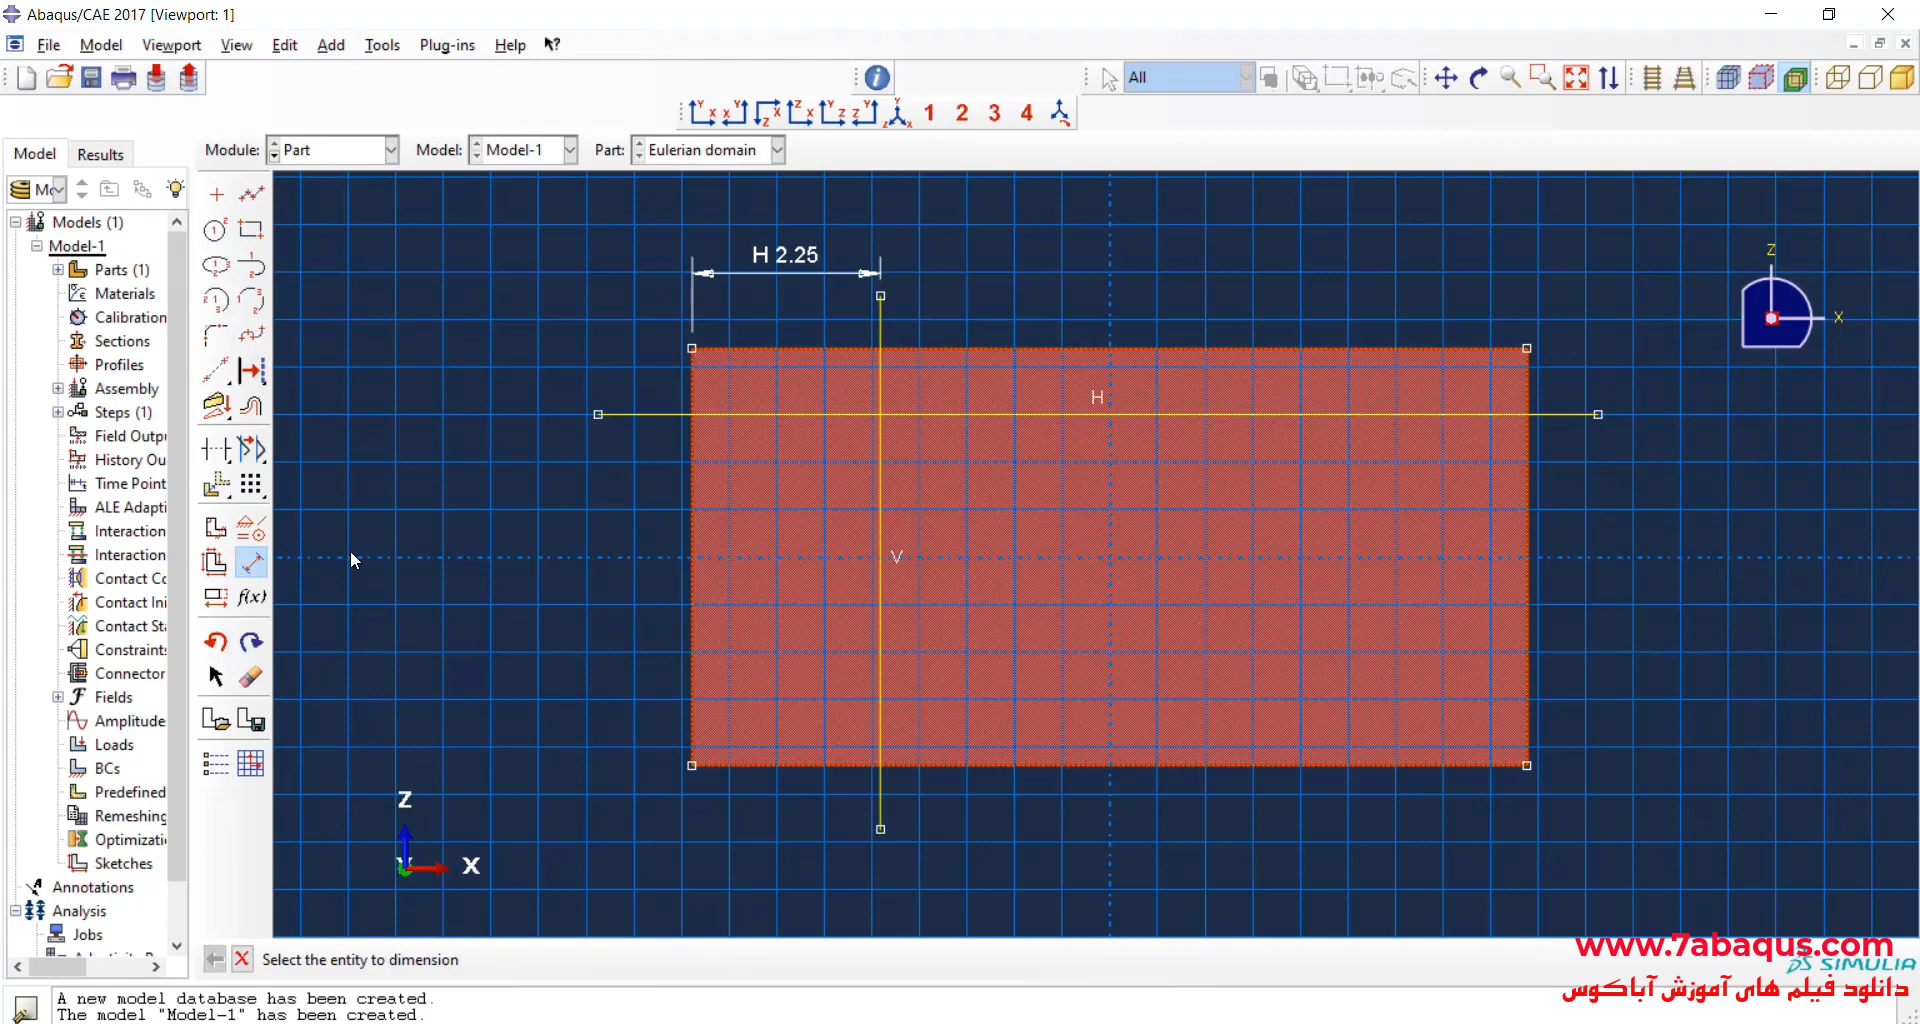 Abaqus/CAE 2017 [Viewport: 1]
File Model Viewport View Edit Add Tools Plug-ins Help
All
1 2 3 4
Model Results
Module: Part Model: Model-1 Part: Eulerian domain
Models (1)
Model-1
Parts (1)
Materials
Calibration
Sections
Profiles
Assembly
Steps (1)
Field Outp
History Ou
Time Point
ALE Adapti
Interaction
Interaction
Contact Co
Contact Ini
Contact Sta
Constraints
Connector
Fields
Amplitude
Loads
BCs
Predefined
Remeshing
Optimizati
Sketches
Annotations
Analysis
Jobs
f(x)
H 2.25
H
V
Z
X
Z
X
Select the entity to dimension
www.7abaqus.com
SIMULIA
دانلود فیلم های آموزش آباکوس
A new model database has been created.
The model "Model-1" has been created.